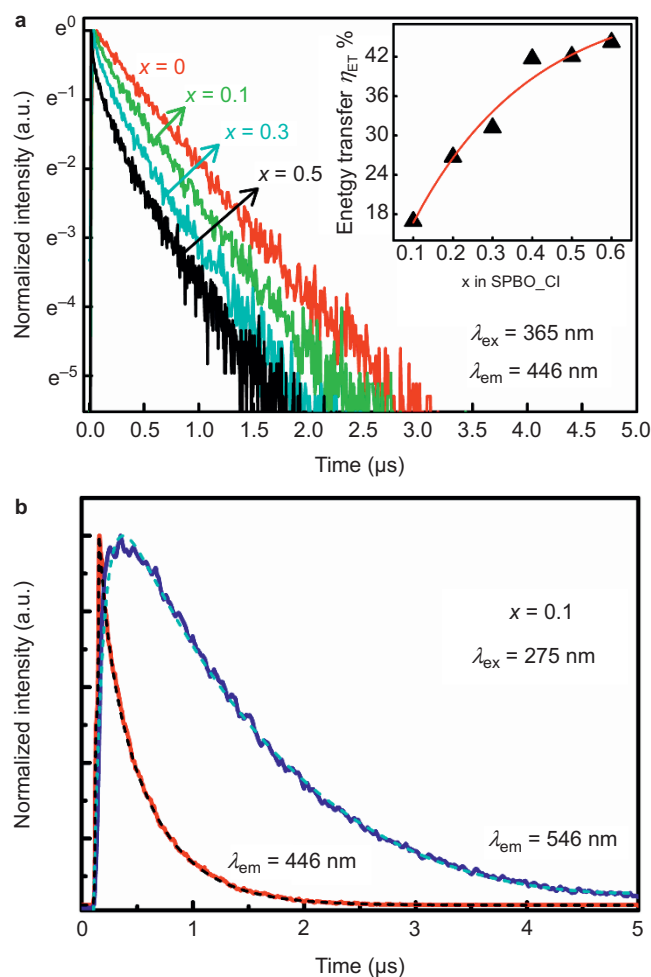 a
Normalized intensity (a.u.)
e⁰
e⁻¹
e⁻²
e⁻³
e⁻⁴
e⁻⁵
x = 0
x = 0.1
x = 0.3
x = 0.5
Enetgy transfer ηET %
42
36
30
24
18
0.1 0.2 0.3 0.4 0.5 0.6
x in SPBO_CI
λex = 365 nm
λem = 446 nm
0.0 0.5 1.0 1.5 2.0 2.5 3.0 3.5 4.0 4.5 5.0
Time (μs)
b
Normalized intensity (a.u.)
x = 0.1
λex = 275 nm
λem = 446 nm
λem = 546 nm
0 1 2 3 4 5
Time (μs)